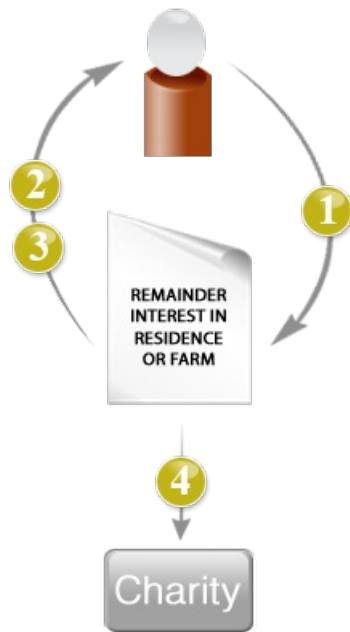 2
1
3
REMAINDER
INTEREST IN
RESIDENCE
OR FARM
4
Charity